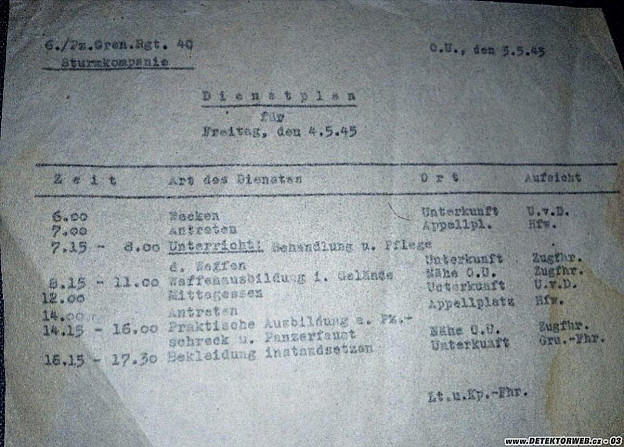 6./Pz.Gren.Rgt. 40 O.U., den 3.5.45
Sturmkompanie
Dienstplan
für
Freitag, den 4.5.45
Zeit Art des Dienstes Ort Aufsicht
6.00 Wecken Unterkunft U.v.D.
7.00 Antreten Appellpl. Hfw.
7.15 - 8.00 Unterricht: Behandlung u. Pflege
d. Waffen Unterkunft Zugfhr.
8.15 - 11.00 Waffenausbildung i. Gelände Nähe O.U. Zugfhr.
12.00 Mittagessen Unterkunft U.v.D.
14.00 Antreten Appellplatz Hfw.
14.15 - 16.00 Praktische Ausbildung a. Pz.-
schreck u. Panzerfaust Nähe O.U. Zugfhr.
16.15 - 17.30 Bekleidung instandsetzen Unterkunft Gru.-Fhr.
Lt.u.Kp.-Fhr.
www.DETEKTORWEB.cz - 03